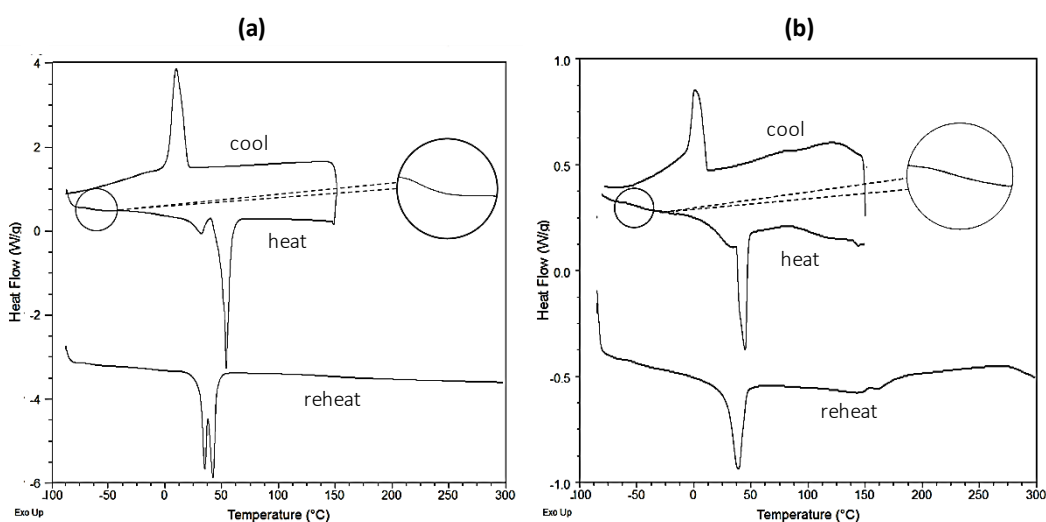 (a)
4
2
0
-2
-4
-6
-100
-50
0
50
100
150
200
250
300
Heat Flow (W/g)
Exo Up
Temperature (°C)
cool
heat
reheat
(b)
1.0
0.5
0.0
-0.5
-1.0
-100
-50
0
50
100
150
200
250
300
Heat Flow (W/g)
Exo Up
Temperature (°C)
cool
heat
reheat